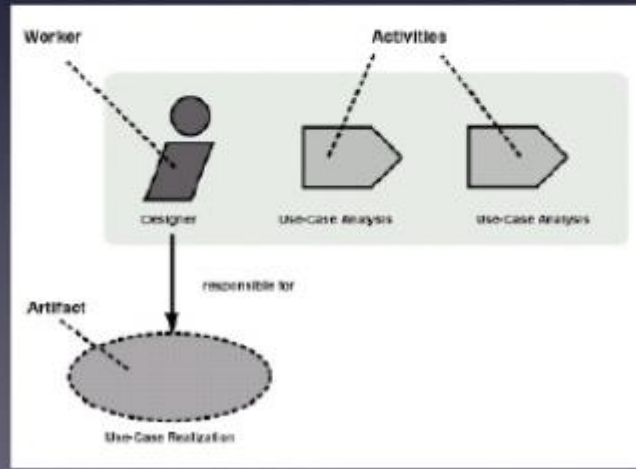 Worker
Activities
Designer
Use-Case Analysis
Use-Case Analysis
responsible for
Artifact
Use-Case Realization